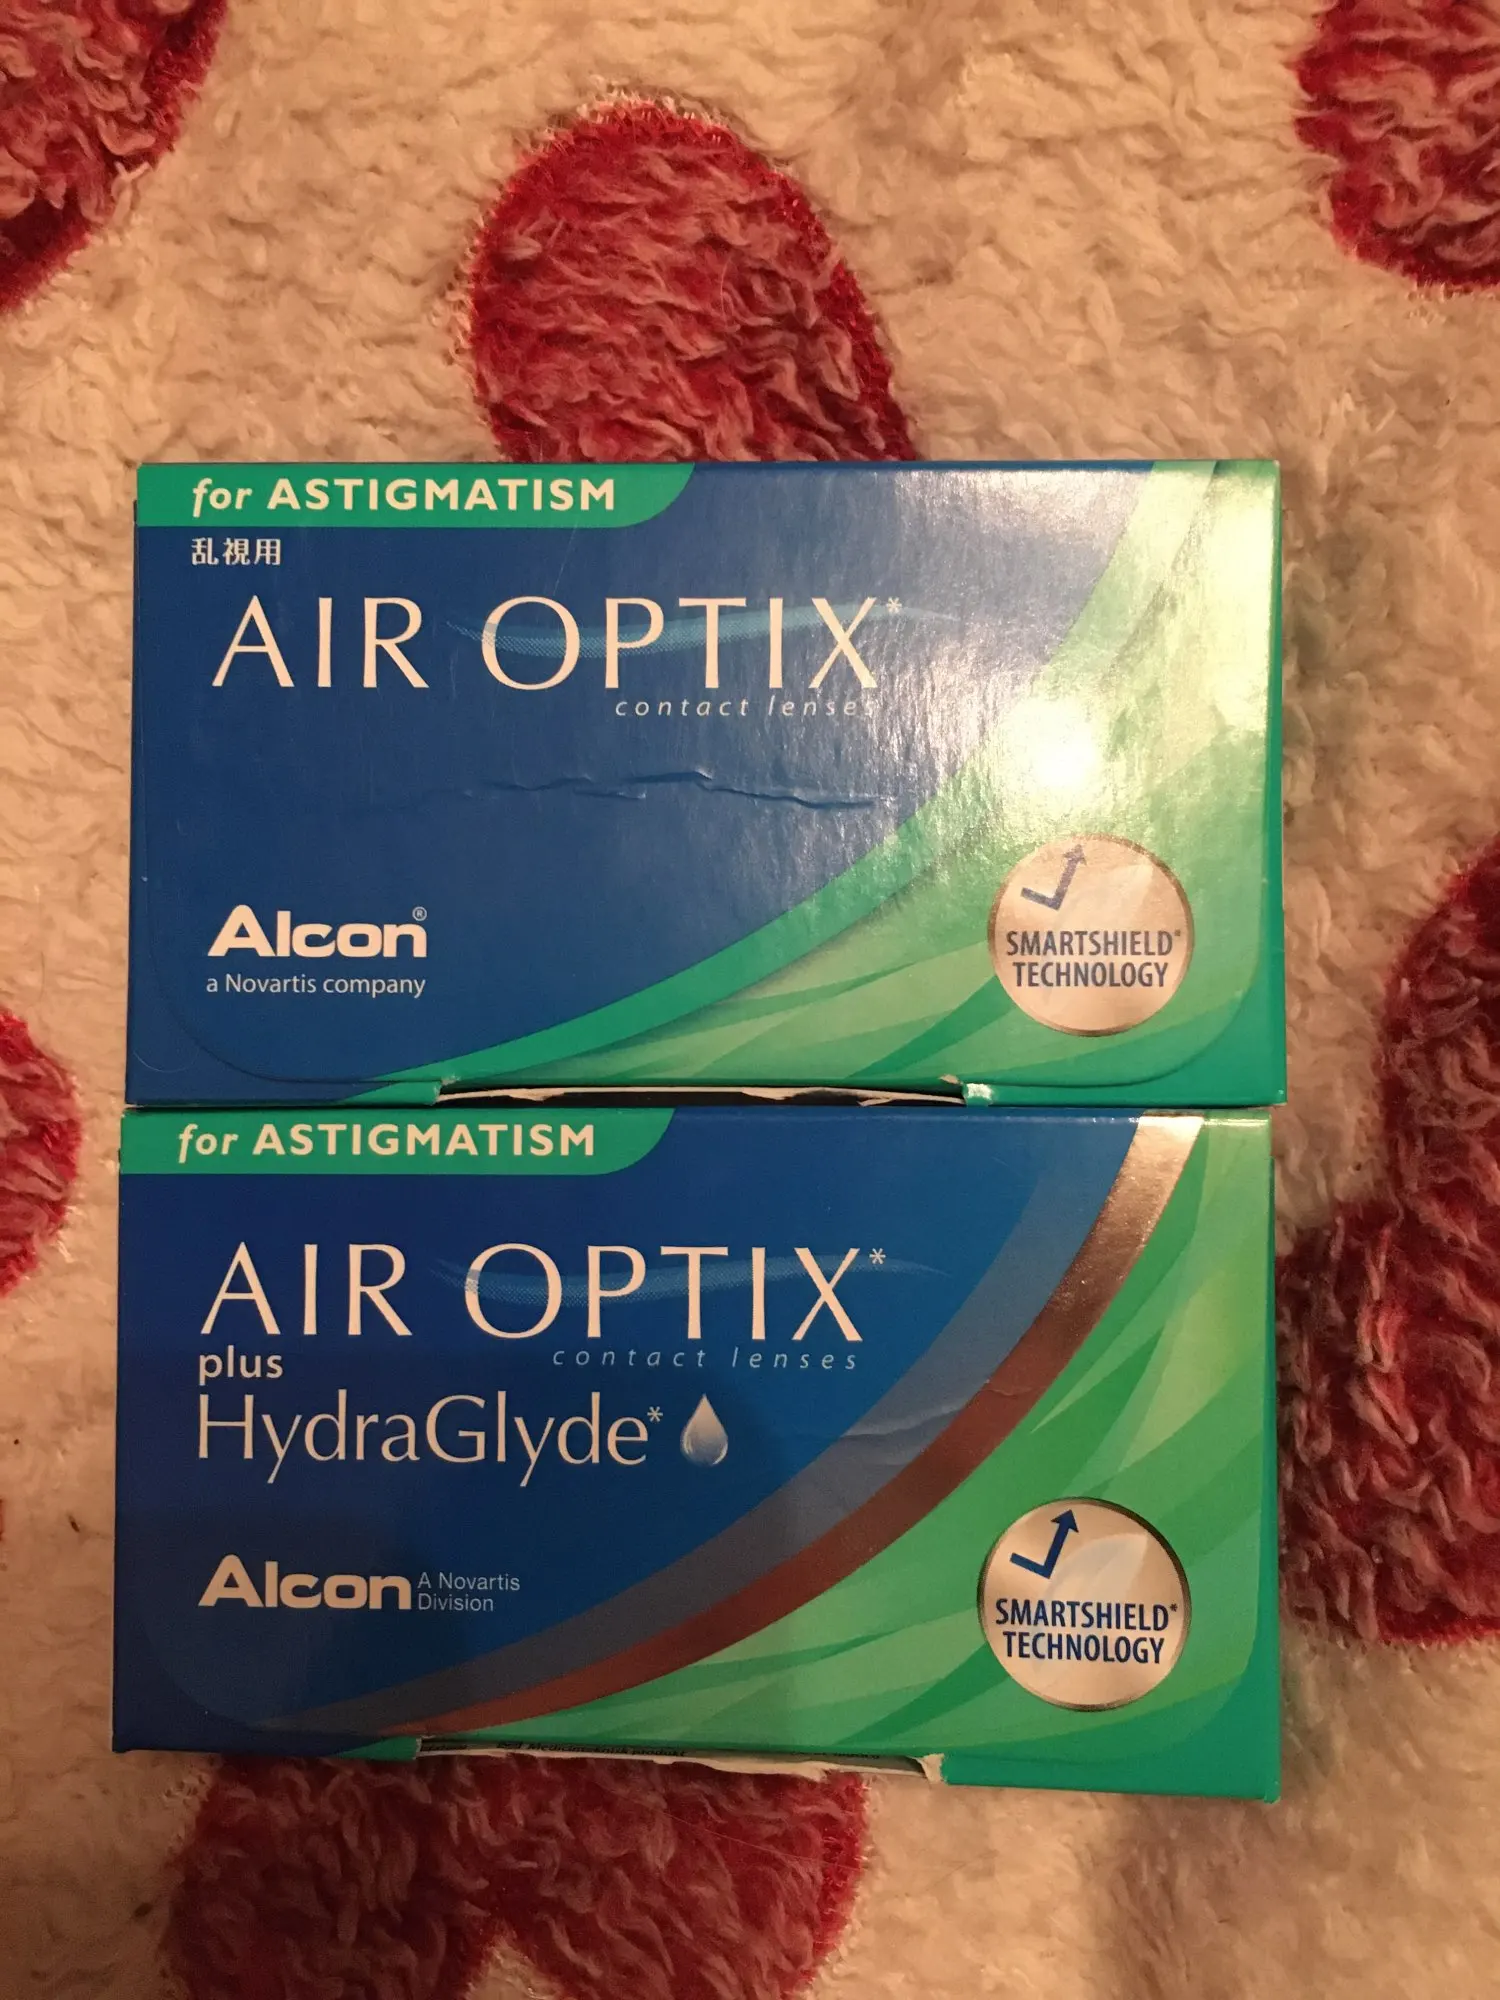 for ASTIGMATISM
乱視用
AIR OPTIX*
contact lenses
Alcon®
a Novartis company
SMARTSHIELD*
TECHNOLOGY
for ASTIGMATISM
AIR OPTIX*
plus
contact lenses
HydraGlyde*
Alcon A Novartis
Division
SMARTSHIELD*
TECHNOLOGY